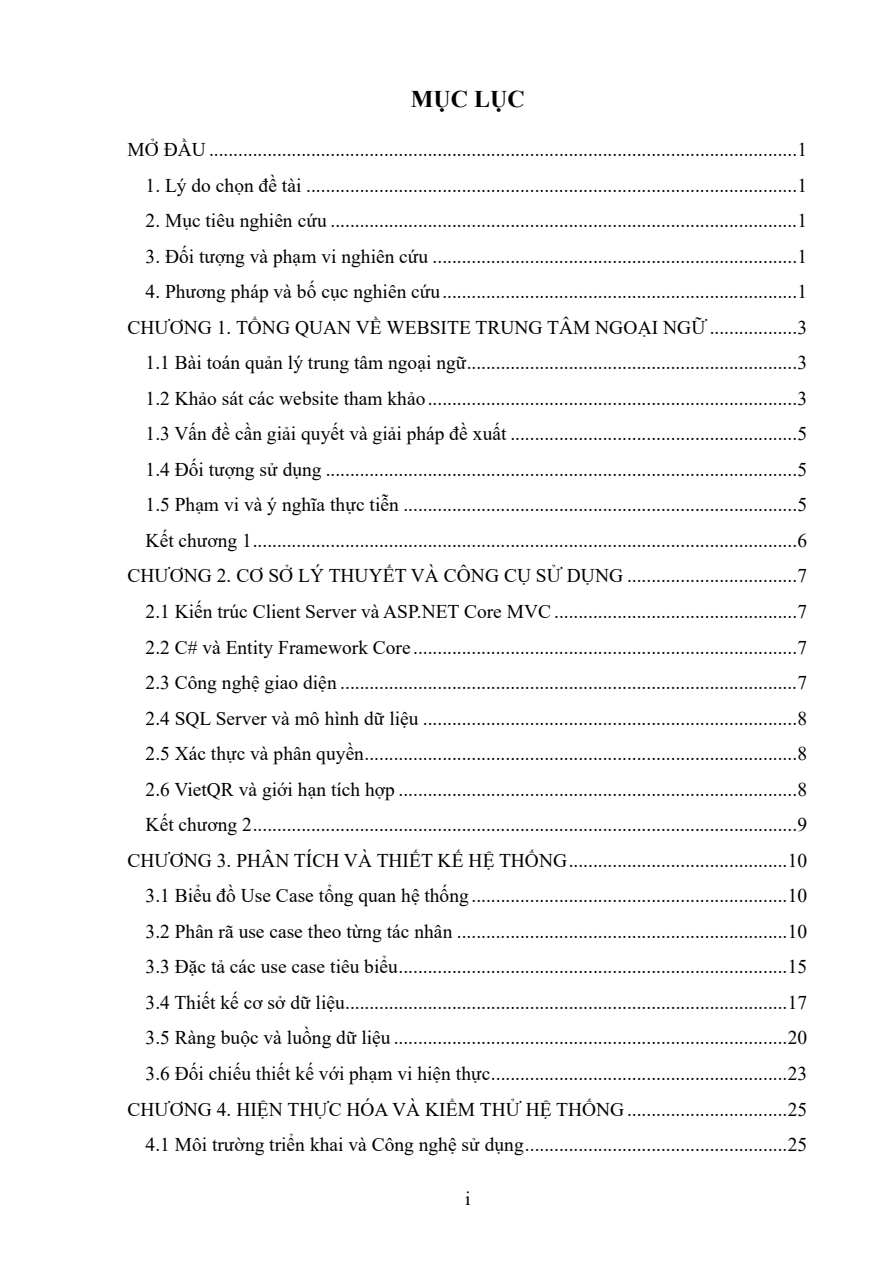 MỤC LỤC
MỞ ĐẦU ................................................................ 1
1. Lý do chọn đề tài ................................................................ 1
2. Mục tiêu nghiên cứu ................................................................ 1
3. Đối tượng và phạm vi nghiên cứu ................................................................ 1
4. Phương pháp và bố cục nghiên cứu ................................................................ 1
CHƯƠNG 1. TỔNG QUAN VỀ WEBSITE TRUNG TÂM NGOẠI NGỮ .................. 3
1.1 Bài toán quản lý trung tâm ngoại ngữ ................................................................ 3
1.2 Khảo sát các website tham khảo ................................................................ 3
1.3 Vấn đề cần giải quyết và giải pháp đề xuất ................................................................ 5
1.4 Đối tượng sử dụng ................................................................ 5
1.5 Phạm vi và ý nghĩa thực tiễn ................................................................ 5
Kết chương 1 ................................................................ 6
CHƯƠNG 2. CƠ SỞ LÝ THUYẾT VÀ CÔNG CỤ SỬ DỤNG .................................. 7
2.1 Kiến trúc Client Server và ASP.NET Core MVC .................................................. 7
2.2 C# và Entity Framework Core ................................................................ 7
2.3 Công nghệ giao diện ................................................................ 7
2.4 SQL Server và mô hình dữ liệu ................................................................ 8
2.5 Xác thực và phân quyền ................................................................ 8
2.6 VietQR và giới hạn tích hợp ................................................................ 8
Kết chương 2 ................................................................ 9
CHƯƠNG 3. PHÂN TÍCH VÀ THIẾT KẾ HỆ THỐNG ............................................. 10
3.1 Biểu đồ Use Case tổng quan hệ thống ................................................................ 10
3.2 Phân rã use case theo từng tác nhân ................................................................ 10
3.3 Đặc tả các use case tiêu biểu ................................................................ 15
3.4 Thiết kế cơ sở dữ liệu ................................................................ 17
3.5 Ràng buộc và luồng dữ liệu ................................................................ 20
3.6 Đối chiếu thiết kế với phạm vi hiện thực ................................................................ 23
CHƯƠNG 4. HIỆN THỰC HÓA VÀ KIỂM THỬ HỆ THỐNG .................................. 25
4.1 Môi trường triển khai và Công nghệ sử dụng ........................................................ 25
i